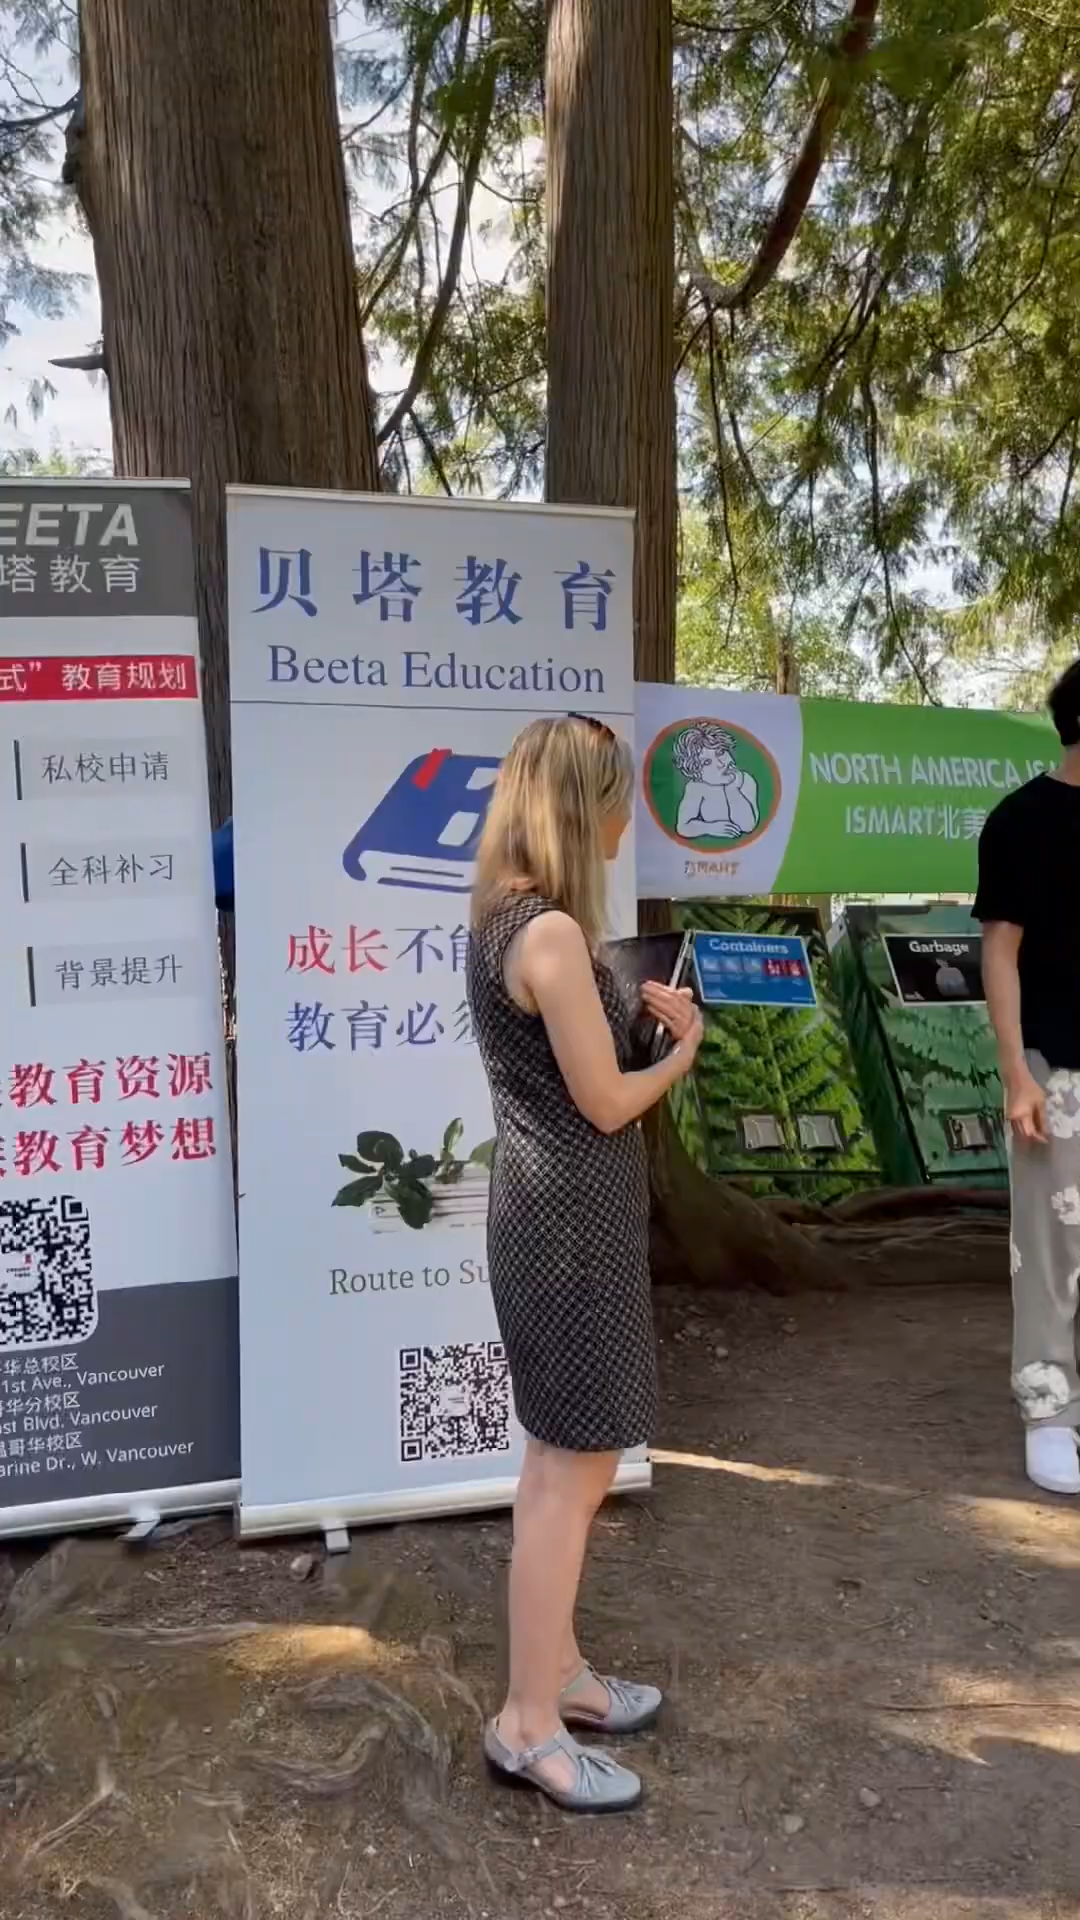 EETA
塔教育
式”教育规划
私校申请
全科补习
背景提升
教育资源
教育梦想
华总校区
1st Ave., Vancouver
华分校区
st Blvd. Vancouver
温哥华校区
arine Dr., W. Vancouver
贝塔教育
Beeta Education
成长不能
教育必须
Route to Su
NORTH AMERICA IS
ISMART北美
ISMART
Containers
Garbage